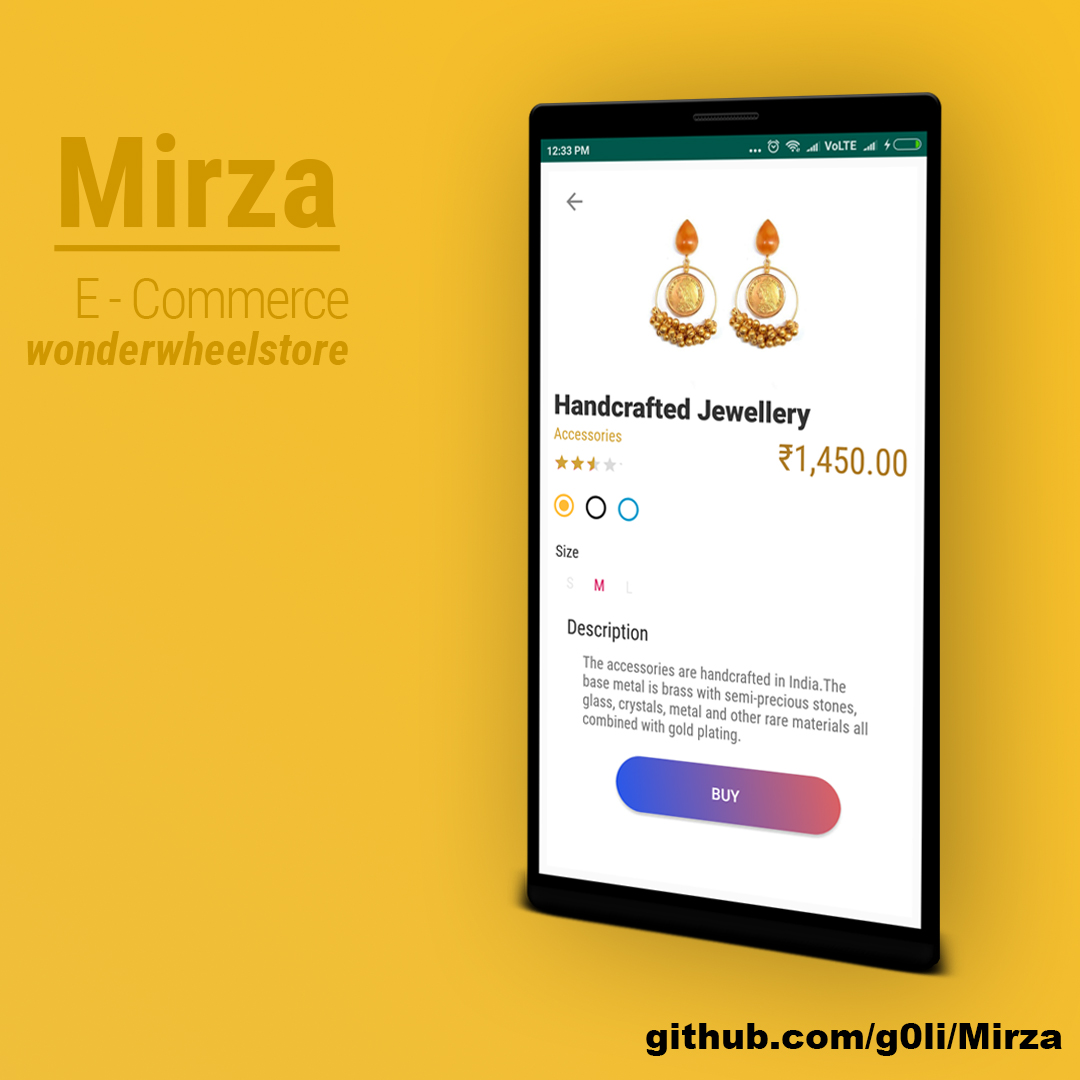 Mirza
E - Commerce
wonderwheelstore
12:33 PM
... VoLTE
Handcrafted Jewellery
Accessories
₹1,450.00
Size
S M L
Description
The accessories are handcrafted in India.The
base metal is brass with semi-precious stones,
glass, crystals, metal and other rare materials all
combined with gold plating.
BUY
github.com/g0li/Mirza